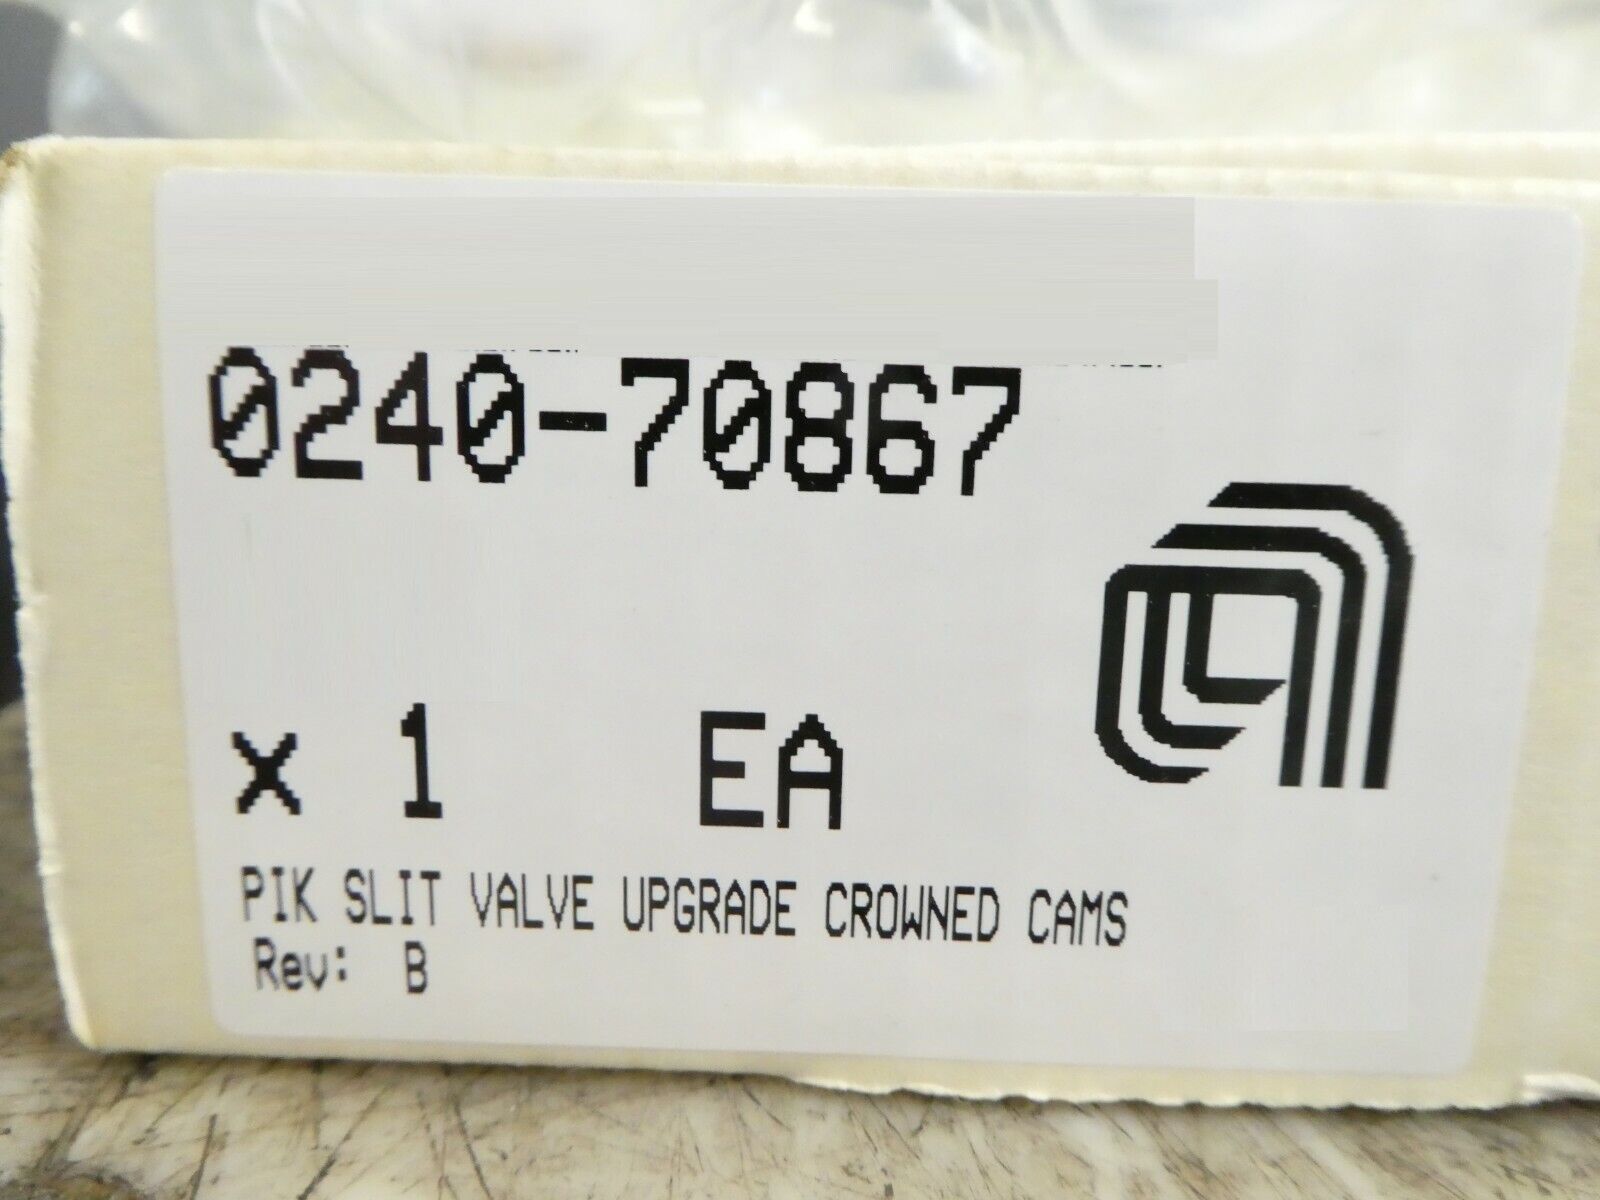 0240-70867
x 1 EA
PIK SLIT VALVE UPGRADE CROWNED CAMS
Rev: B